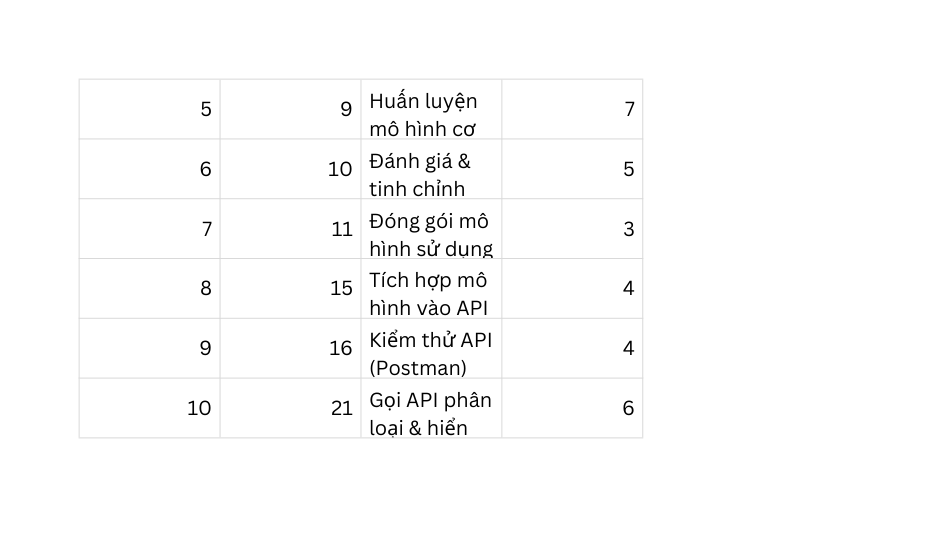 5 9 Huấn luyện 7
mô hình cơ
6 10 Đánh giá & 5
tinh chỉnh
7 11 Đóng gói mô 3
hình sử dụng
8 15 Tích hợp mô 4
hình vào API
9 16 Kiểm thử API 4
(Postman)
10 21 Gọi API phân 6
loại & hiển